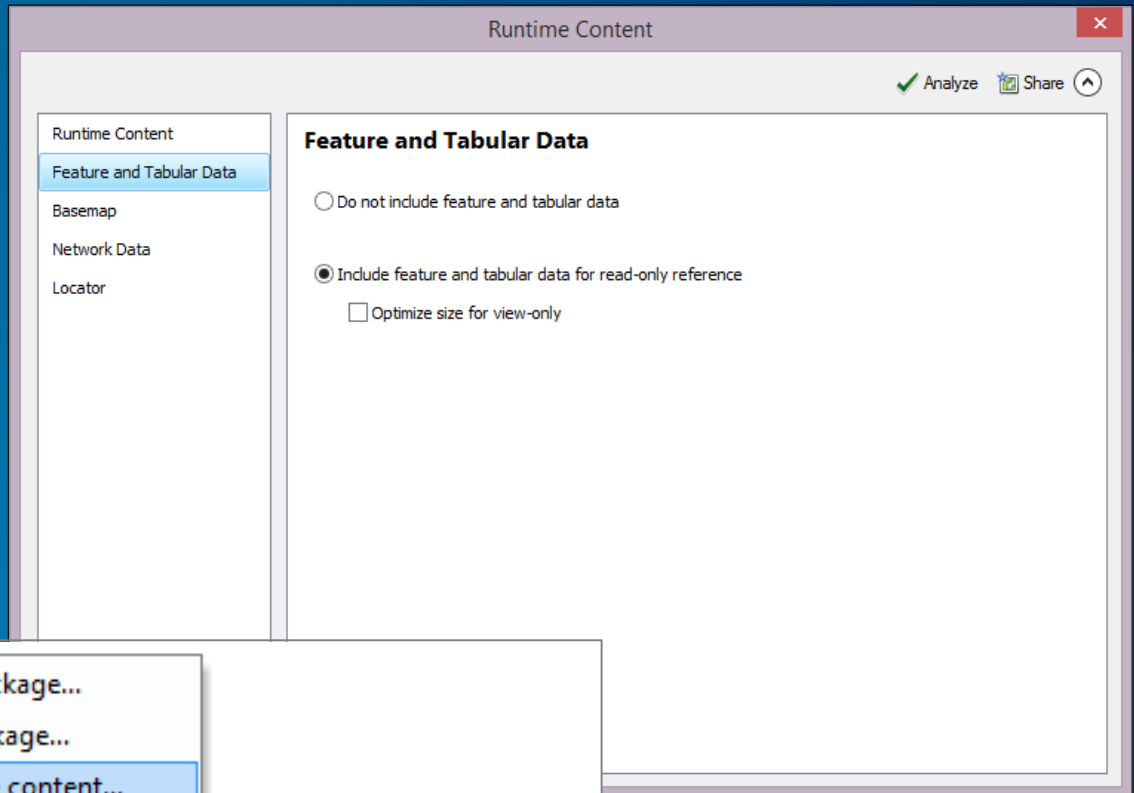 Runtime Content
Analyze Share
Runtime Content
Feature and Tabular Data
Basemap
Network Data
Locator
Feature and Tabular Data
Do not include feature and tabular data
Include feature and tabular data for read-only reference
Optimize size for view-only
content...